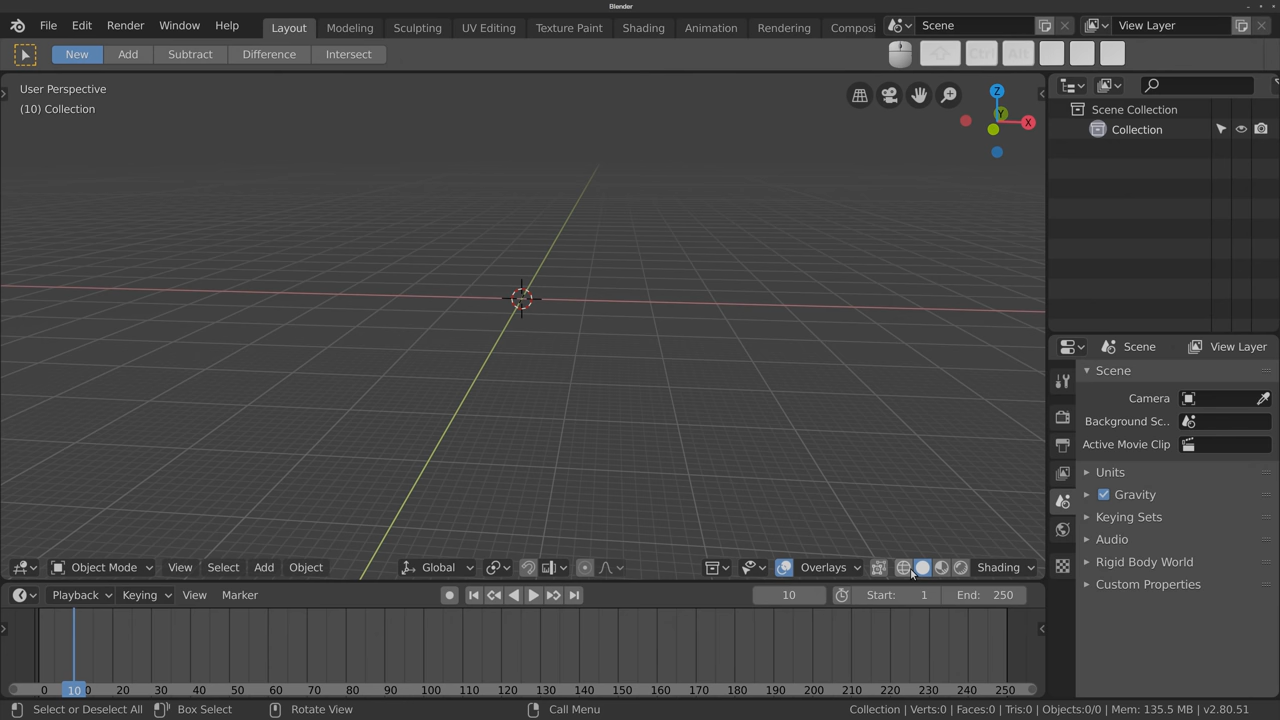 Blender
File Edit Render Window Help Layout Modeling Sculpting UV Editing Texture Paint Shading Animation Rendering Composi Scene View Layer
New Add Subtract Difference Intersect Ctrl Alt
User Perspective
(10) Collection
Z
Y
X
Scene Collection
Collection
Scene View Layer
Scene
Camera
Background Sc..
Active Movie Clip
Units
Gravity
Keying Sets
Audio
Rigid Body World
Custom Properties
Object Mode View Select Add Object Global Overlays Shading
Playback Keying View Marker 10 Start: 1 End: 250
0 10 20 30 40 50 60 70 80 90 100 110 120 130 140 150 160 170 180 190 200 210 220 230 240 250
Select or Deselect All Box Select Rotate View Call Menu Collection | Verts:0 | Faces:0 | Tris:0 | Objects:0/0 | Mem: 135.5 MB | v2.80.51